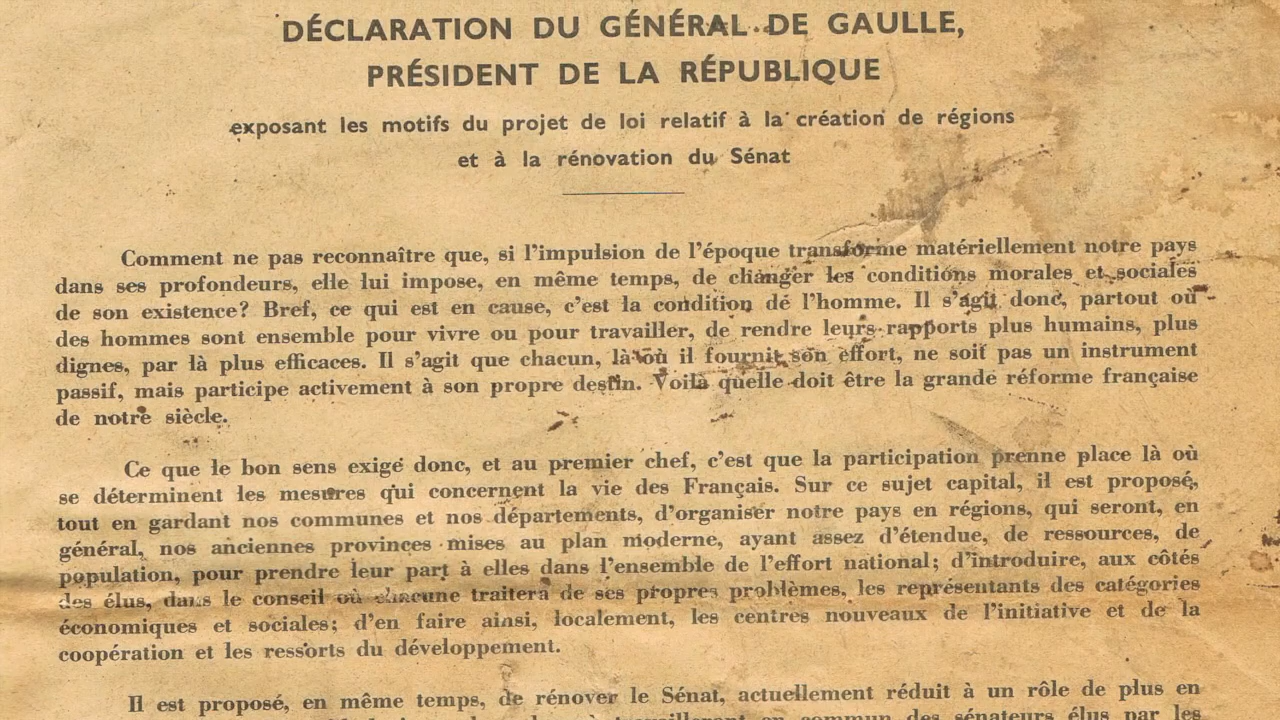 DÉCLARATION DU GÉNÉRAL DE GAULLE,
PRÉSIDENT DE LA RÉPUBLIQUE
exposant les motifs du projet de loi relatif à la création de régions
et à la rénovation du Sénat
Comment ne pas reconnaître que, si l'impulsion de l'époque transforme matériellement notre pays
dans ses profondeurs, elle lui impose, en même temps, de changer les conditions morales et sociales
de son existence? Bref, ce qui est en cause, c'est la condition de l'homme. Il s'agit donc, partout où
des hommes sont ensemble pour vivre ou pour travailler, de rendre leurs rapports plus humains, plus
dignes, par là plus efficaces. Il s'agit que chacun, là où il fournit son effort, ne soit pas un instrument
passif, mais participe activement à son propre destin. Voilà quelle doit être la grande réforme française
de notre siècle.
Ce que le bon sens exige donc, et au premier chef, c'est que la participation prenne place là où
se déterminent les mesures qui concernent la vie des Français. Sur ce sujet capital, il est proposé,
tout en gardant nos communes et nos départements, d'organiser notre pays en régions, qui seront, en
général, nos anciennes provinces mises au plan moderne, ayant assez d'étendue, de ressources, de
population, pour prendre leur part à elles dans l'ensemble de l'effort national; d'introduire, aux côtés
des élus, dans le conseil où chacune traitera de ses propres problèmes, les représentants des catégories
économiques et sociales; d'en faire ainsi, localement, les centres nouveaux de l'initiative et de la
coopération et les ressorts du développement.
Il est proposé, en même temps, de rénover le Sénat, actuellement réduit à un rôle de plus en
travailleront en commun des sénateurs élus par les